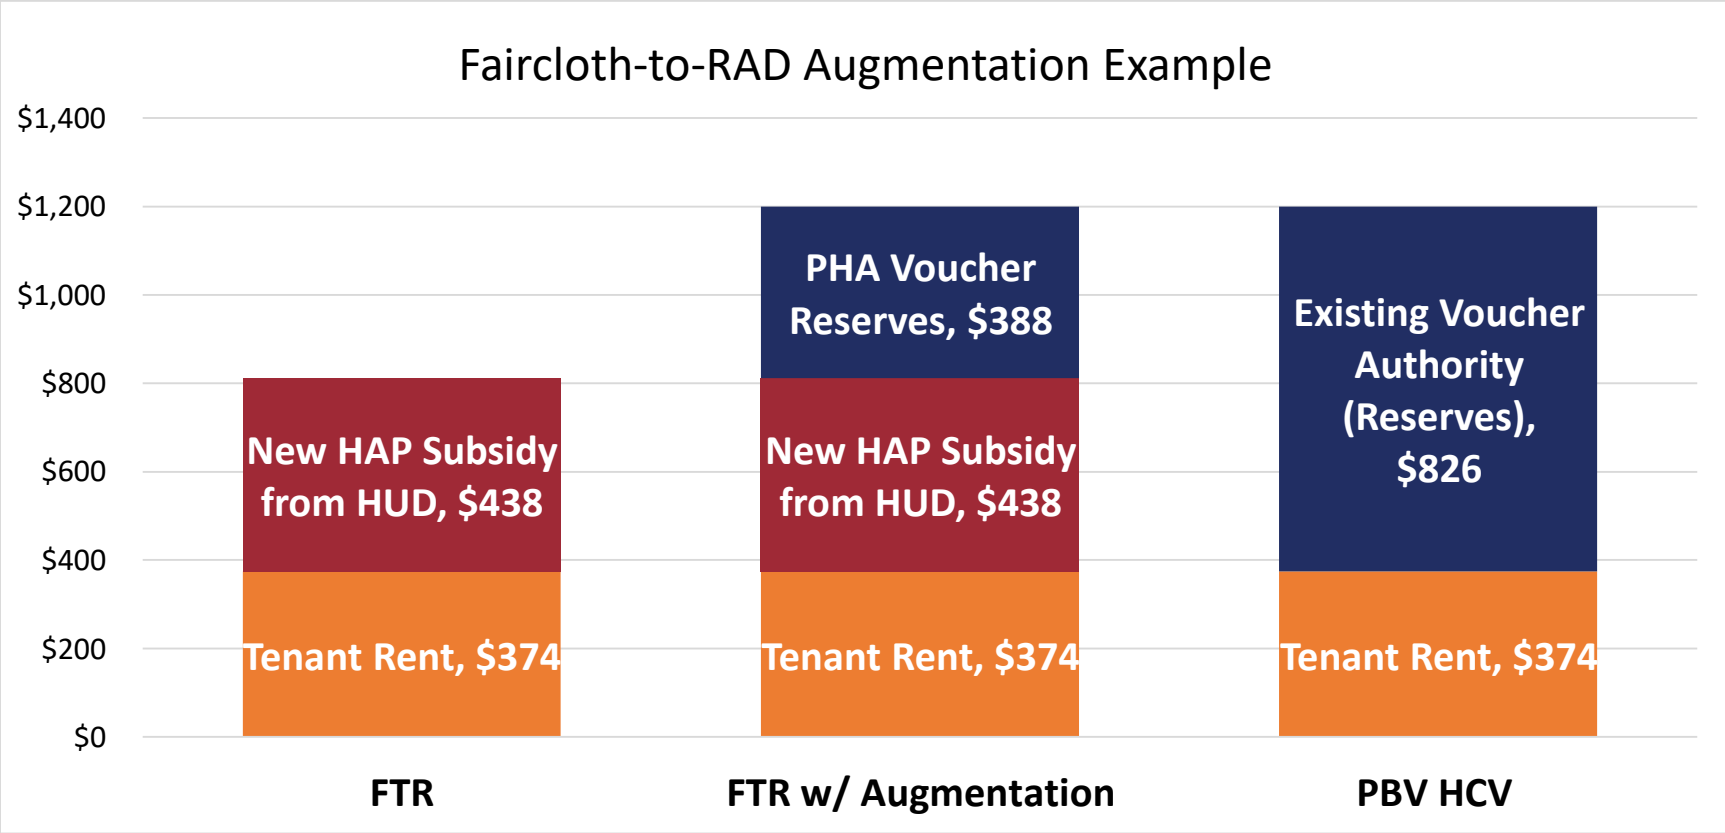 Faircloth-to-RAD Augmentation Example
$1,400
$1,200
$1,000
$800
$600
$400
$200
$0
New HAP Subsidy
from HUD, $438
Tenant Rent, $374
PHA Voucher
Reserves, $388
New HAP Subsidy
from HUD, $438
Tenant Rent, $374
Existing Voucher
Authority
(Reserves),
$826
Tenant Rent, $374
FTR
FTR w/ Augmentation
PBV HCV